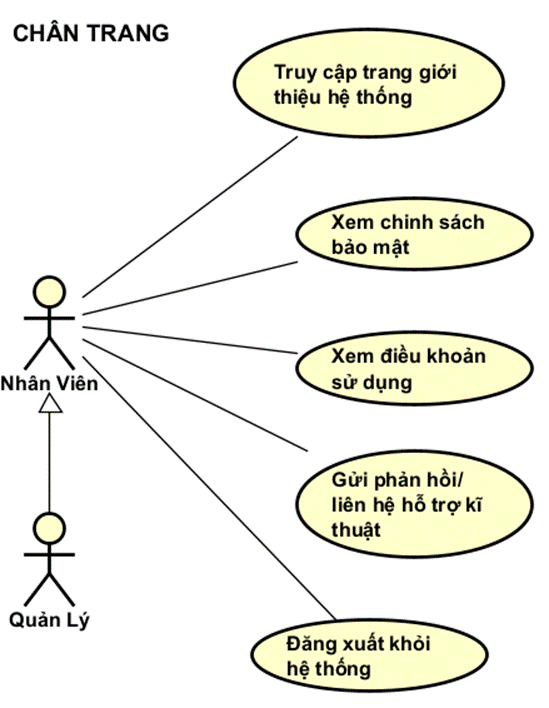 CHÂN TRANG
Truy cập trang giới
thiệu hệ thống
Xem chinh sách
bảo mật
Nhân Viên
Xem điều khoản
sử dụng
Gửi phản hồi/
liên hệ hỗ trợ kĩ
thuật
Quản Lý
Đăng xuất khỏi
hệ thống